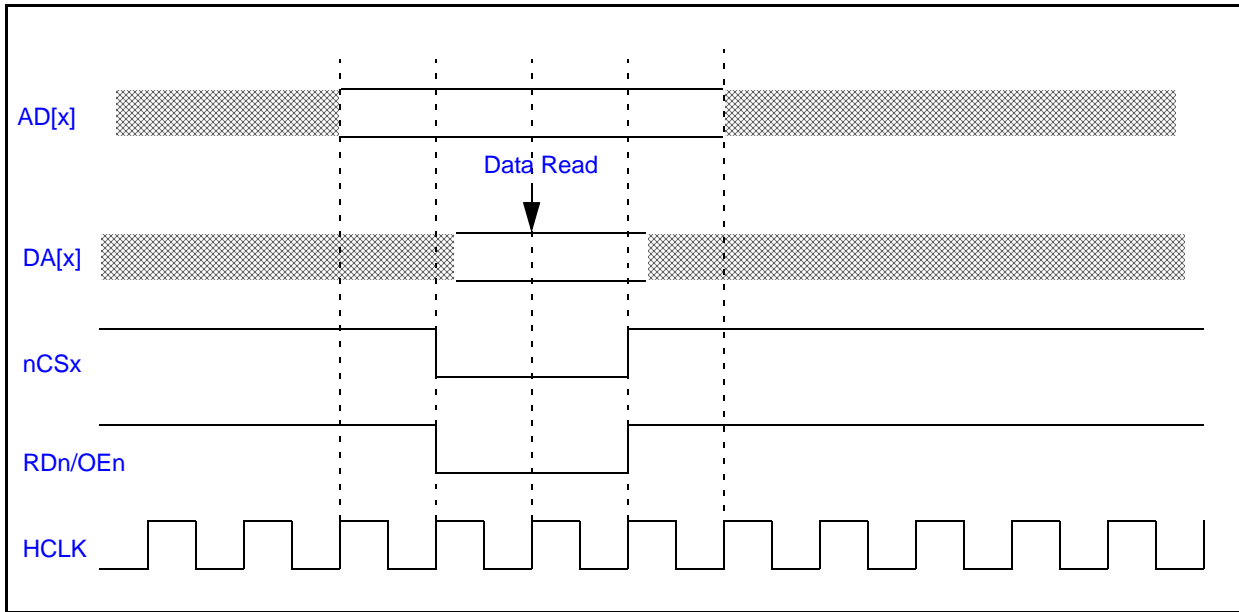 AD[x]
Data Read
DA[x]
nCSx
RDn/OEn
HCLK